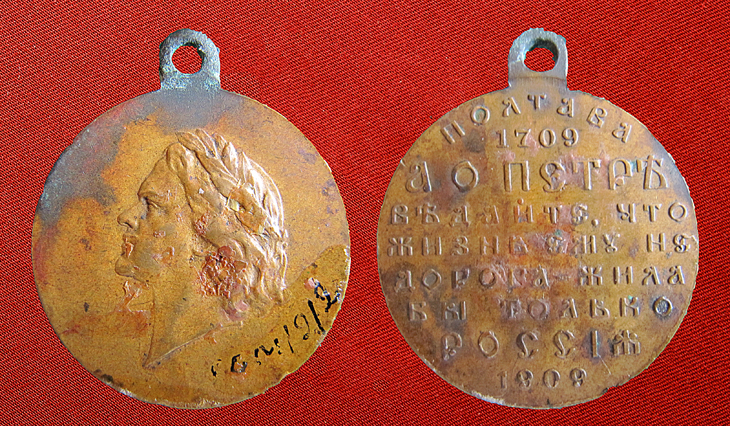 ПОЛТАВА
1709
А О ПЕТРѢ
ВѢДАЙТЕ, ЧТО
ЖИЗНЬ ЕМУ НЕ
ДОРОГА ЖИЛА
БЫ ТОЛЬКО
РОССІЯ
1909